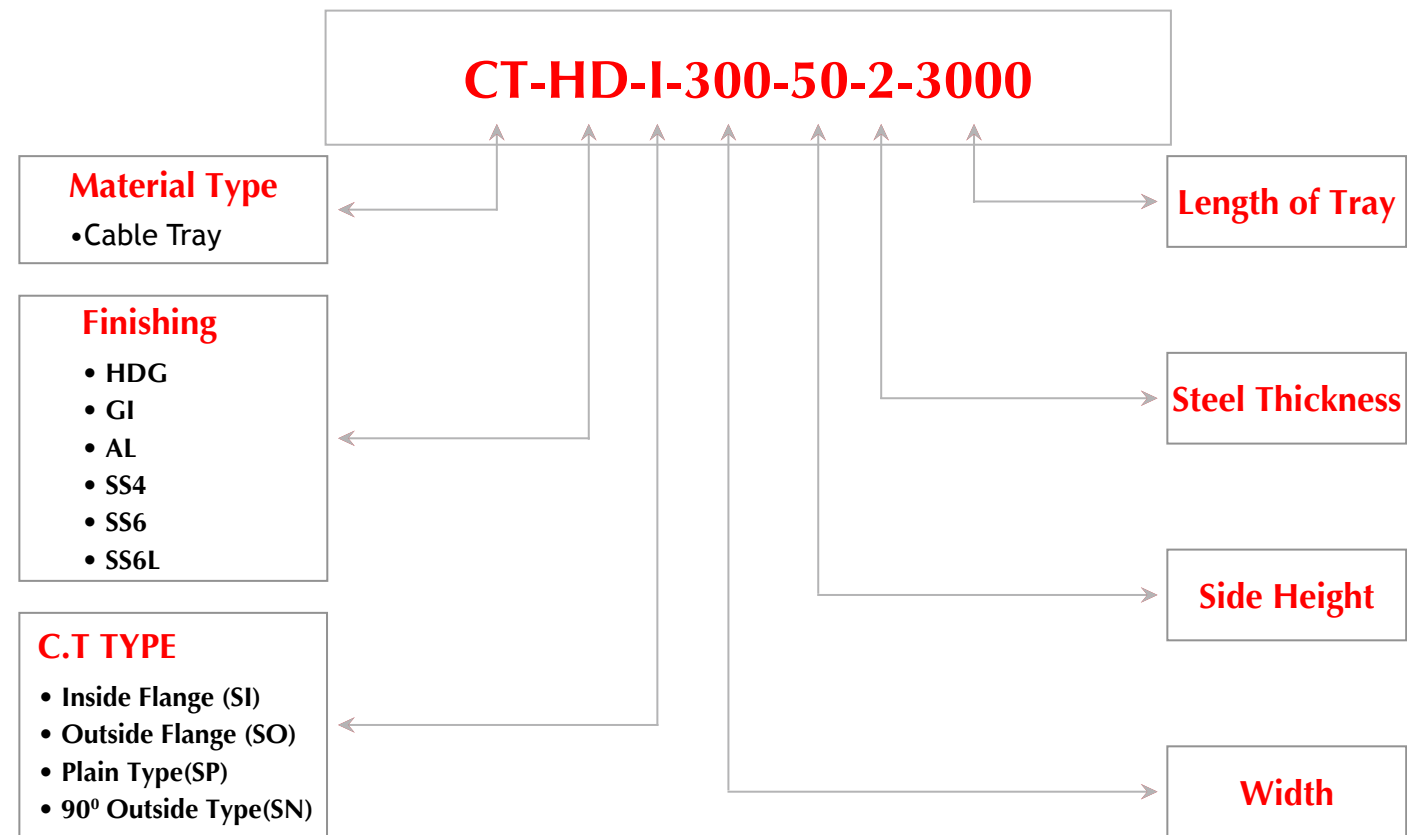 CT-HD-I-300-50-2-3000
Material Type
•Cable Tray
Finishing
• HDG
• GI
• AL
• SS4
• SS6
• SS6L
C.T TYPE
• Inside Flange (SI)
• Outside Flange (SO)
• Plain Type(SP)
• 90⁰ Outside Type(SN)
Length of Tray
Steel Thickness
Side Height
Width